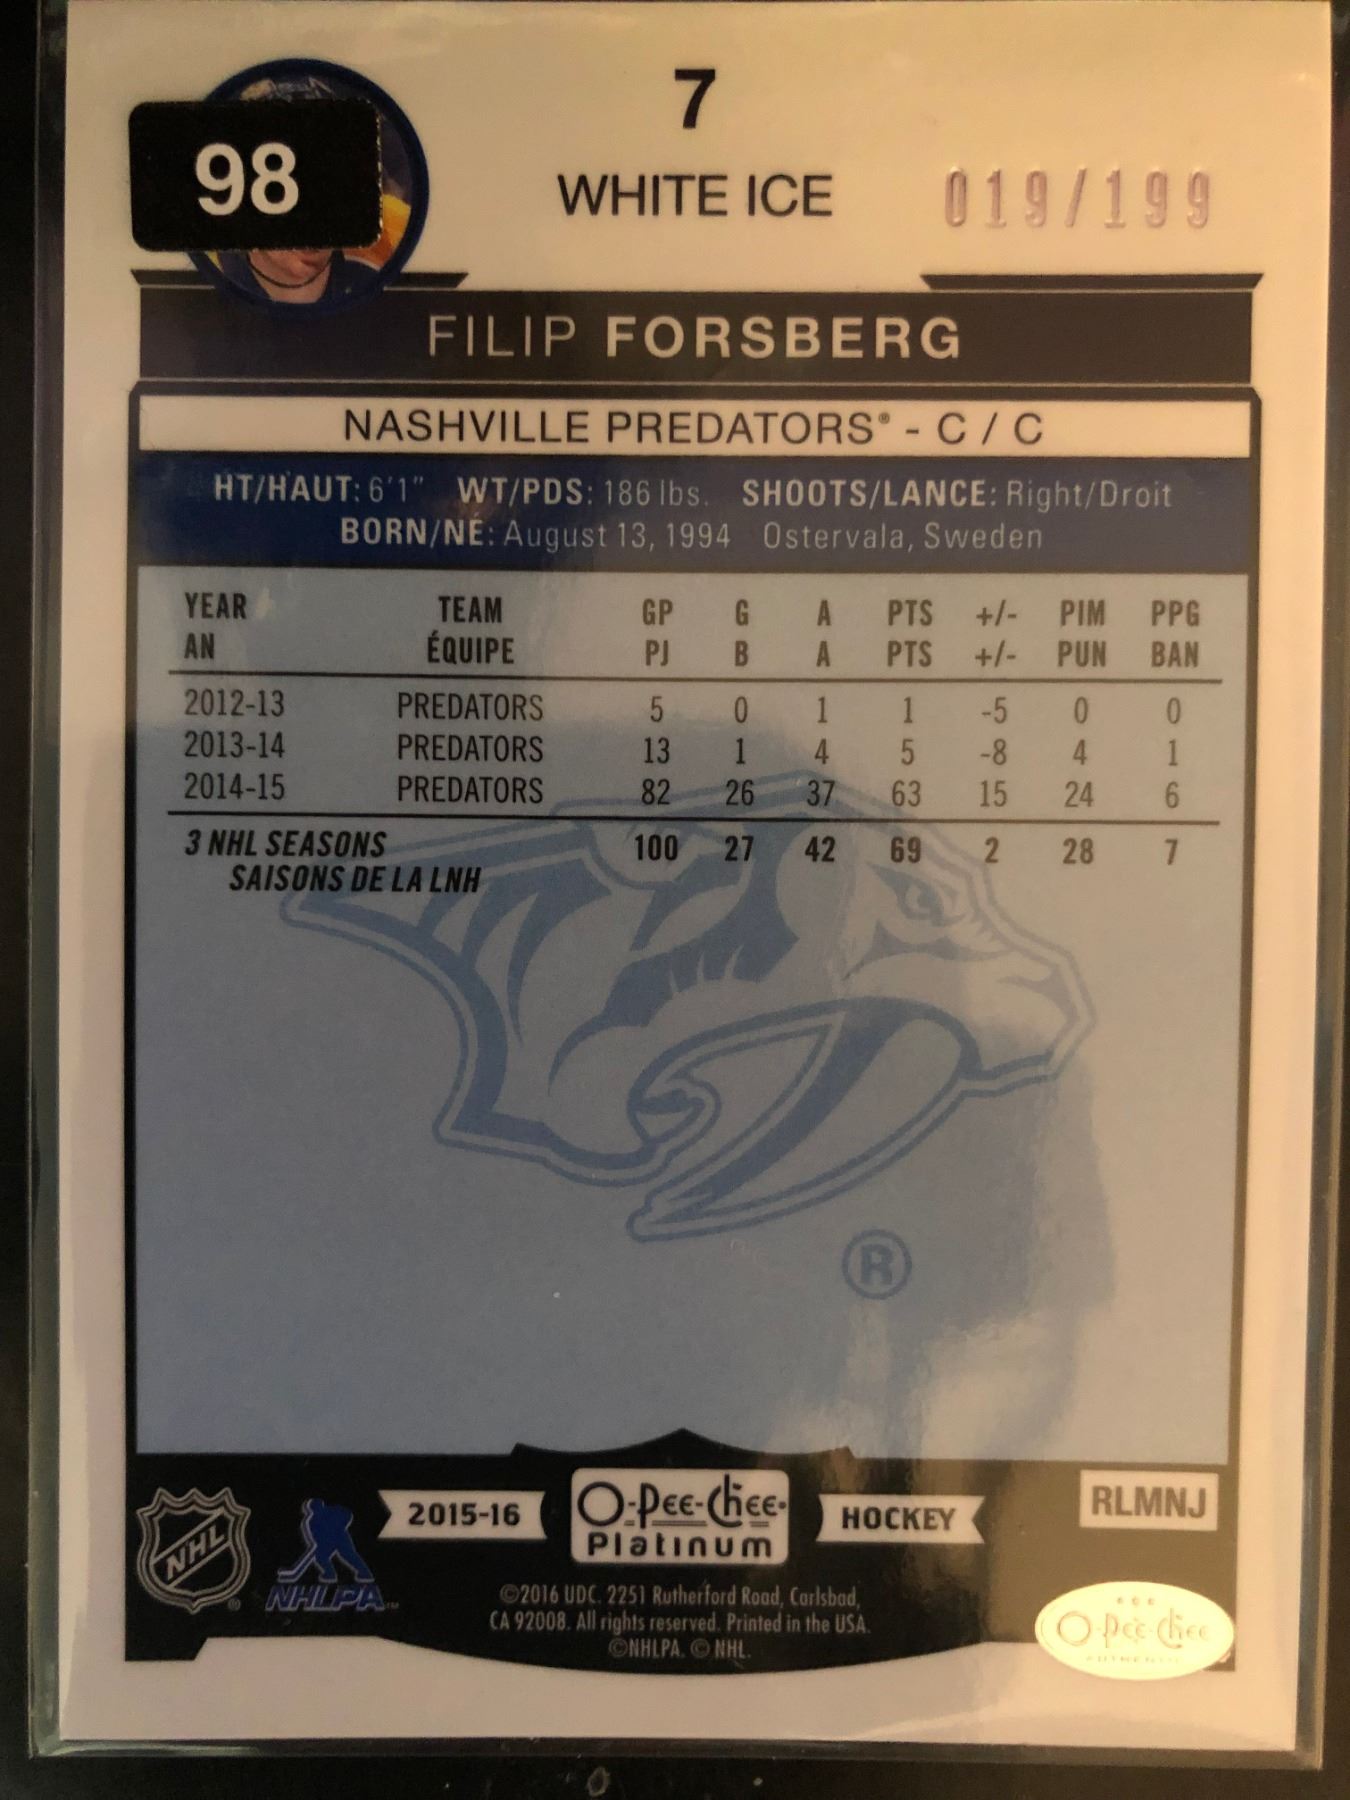 98
7
WHITE ICE
019/199
FILIP FORSBERG
NASHVILLE PREDATORS® - C / C
HT/HAUT: 6'1" WT/PDS: 186 lbs. SHOOTS/LANCE: Right/Droit
BORN/NÉ: August 13, 1994 Ostervala, Sweden
YEAR TEAM GP G A PTS +/- PIM PPG
AN ÉQUIPE PJ B A PTS +/- PUN BAN
2012-13 PREDATORS 5 0 1 1 -5 0 0
2013-14 PREDATORS 13 1 4 5 -8 4 1
2014-15 PREDATORS 82 26 37 63 15 24 6
3 NHL SEASONS 100 27 42 69 2 28 7
SAISONS DE LA LNH
®
NHL ®
NHLPA™
2015-16
O-Pee-Chee
Platinum
HOCKEY
RLMNJ
©2016 UDC. 2251 Rutherford Road, Carlsbad,
CA 92008. All rights reserved. Printed in the USA.
©NHLPA. © NHL.
O-Pee-Chee
AUTHENTIC